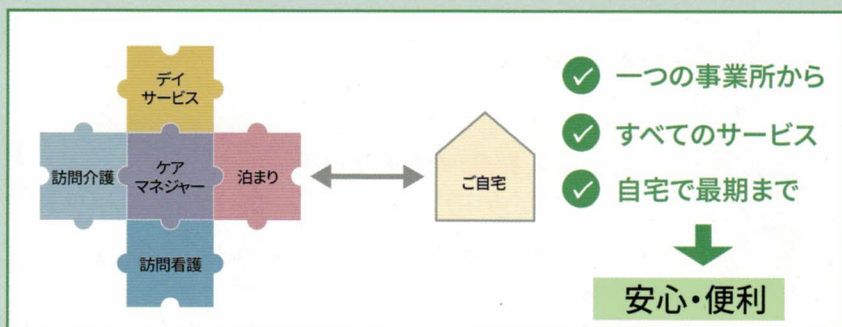 デイ
サービス
訪問介護
ケア
マネジャー
泊まり
訪問看護
ご自宅
一つの事業所から
すべてのサービス
自宅で最期まで
安心・便利